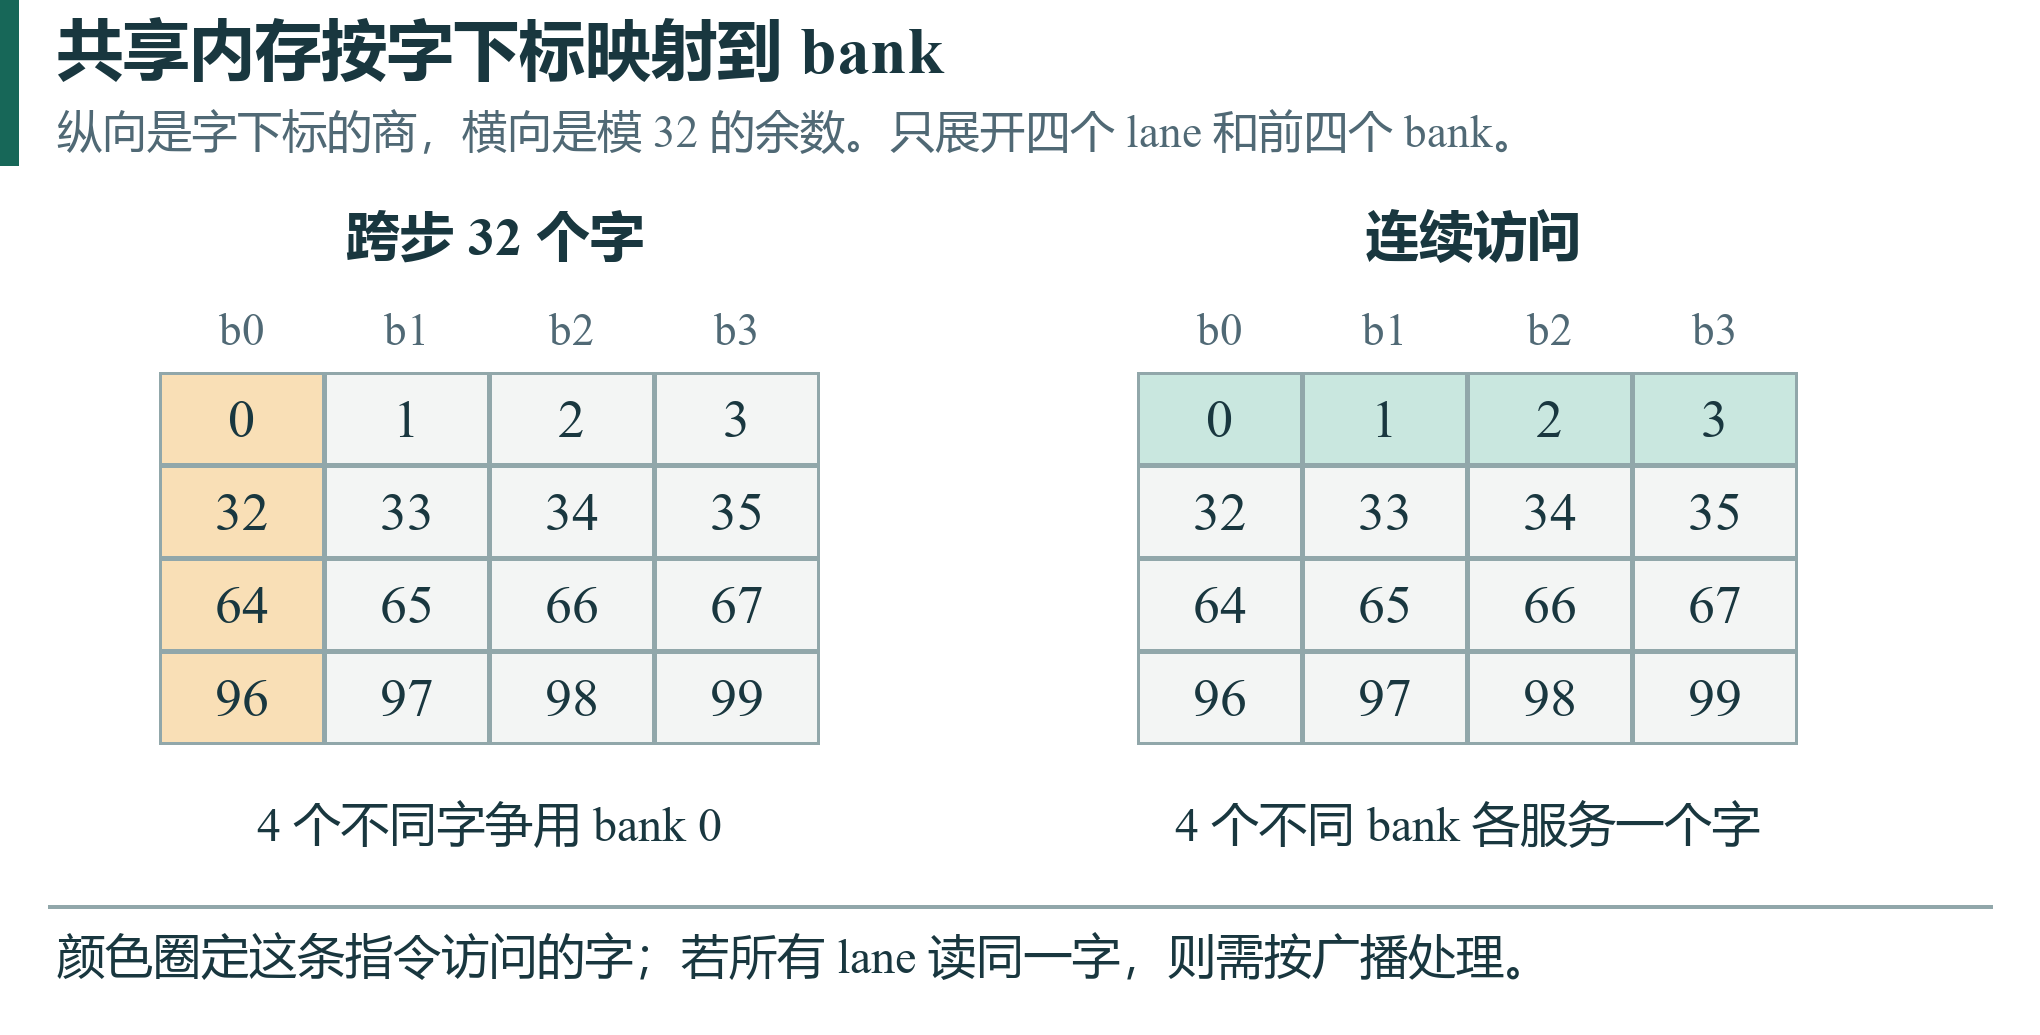 共享内存按字下标映射到 bank
纵向是字下标的商，横向是模 32 的余数。只展开四个 lane 和前四个 bank。
跨步 32 个字
b0 b1 b2 b3
0 1 2 3
32 33 34 35
64 65 66 67
96 97 98 99
4 个不同字争用 bank 0
连续访问
b0 b1 b2 b3
0 1 2 3
32 33 34 35
64 65 66 67
96 97 98 99
4 个不同 bank 各服务一个字
颜色圈定这条指令访问的字；若所有 lane 读同一字，则需按广播处理。